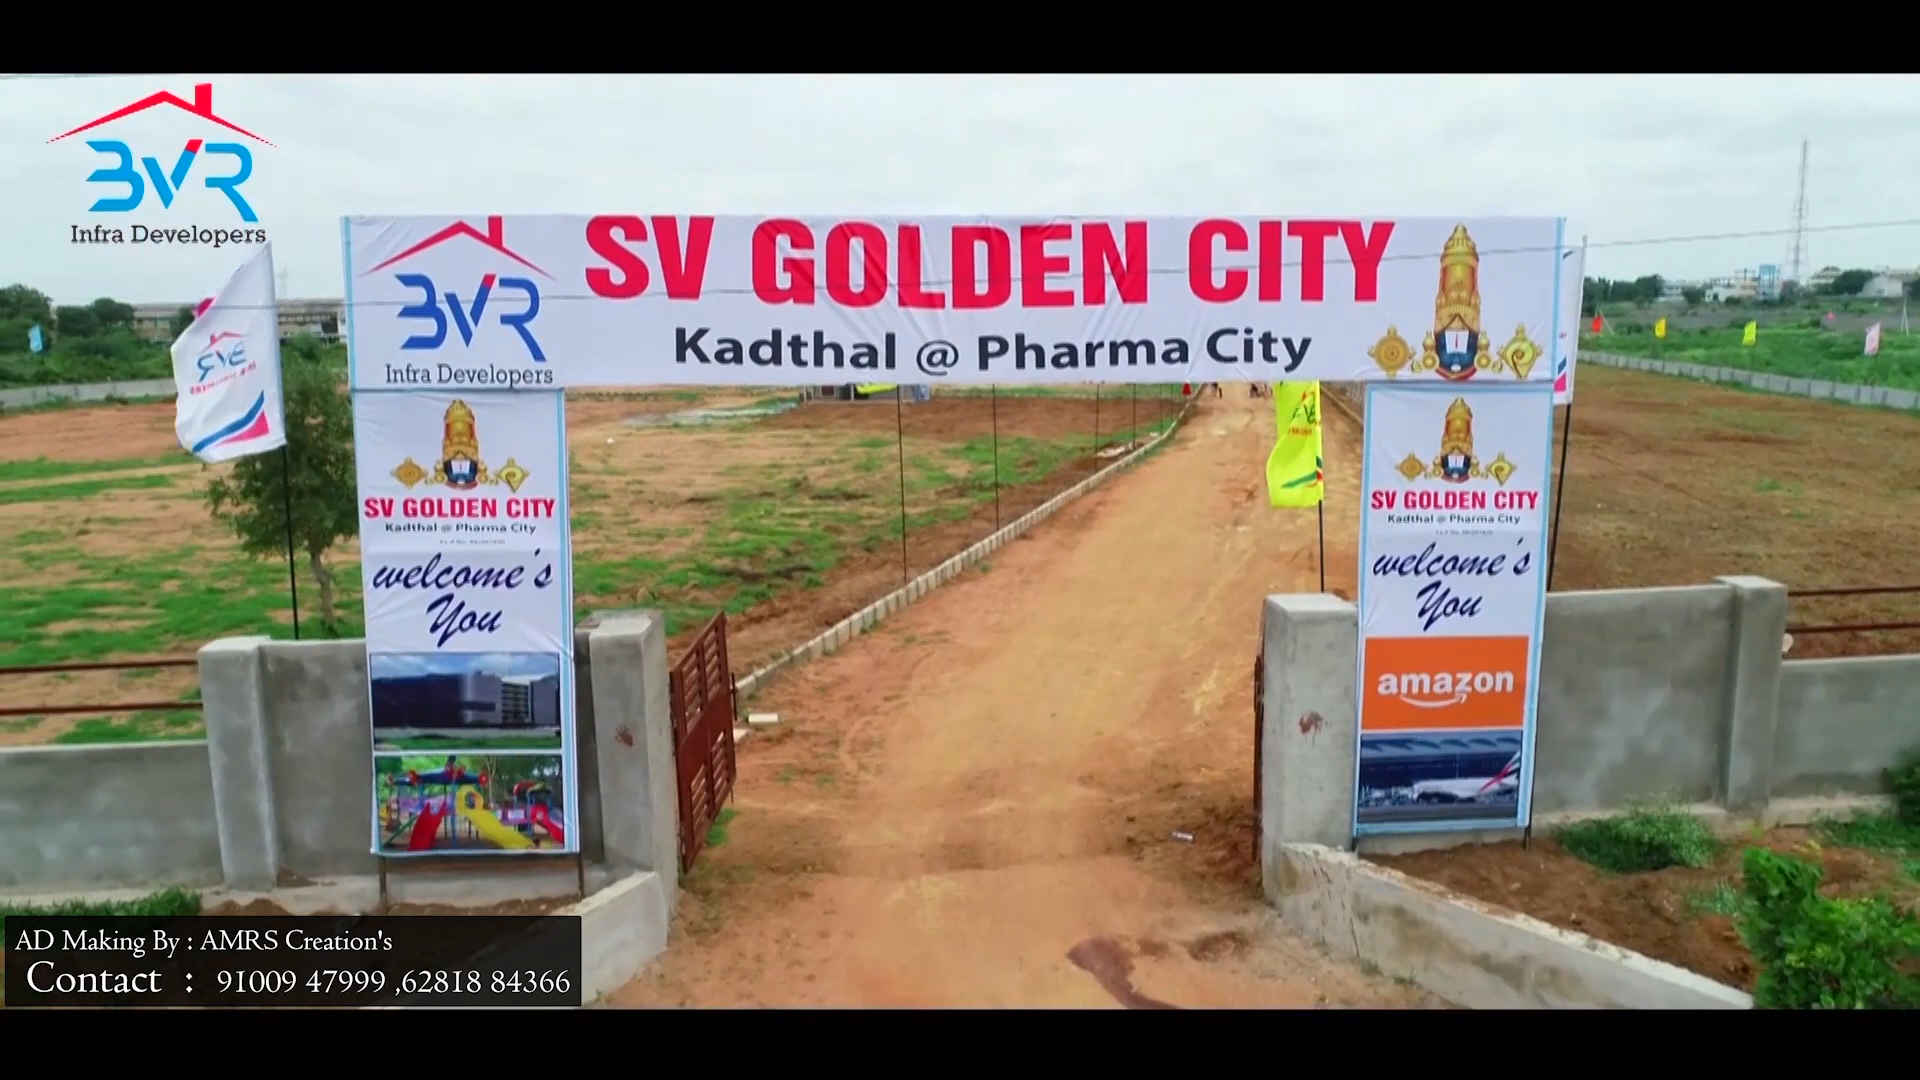 BVR
Infra Developers
SV GOLDEN CITY
Kadthal @ Pharma City
BVR
Infra Developers
SV GOLDEN CITY
Kadthal @ Pharma City
welcome's
You
SV GOLDEN CITY
Kadthal @ Pharma City
welcome's
You
amazon
AD Making By : AMRS Creation's
Contact : 91009 47999 ,62818 84366